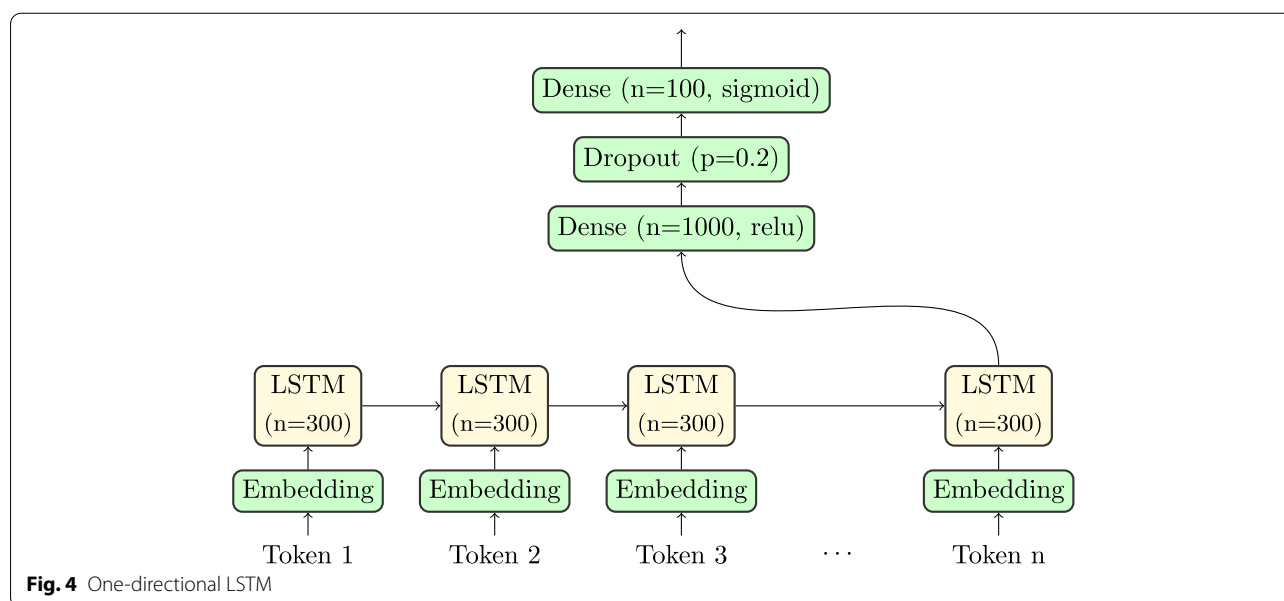 Dense (n=100, sigmoid)
Dropout (p=0.2)
Dense (n=1000, relu)
LSTM
(n=300)
LSTM
(n=300)
LSTM
(n=300)
LSTM
(n=300)
Embedding
Embedding
Embedding
Embedding
Token 1
Token 2
Token 3
· · ·
Token n
Fig. 4 One-directional LSTM